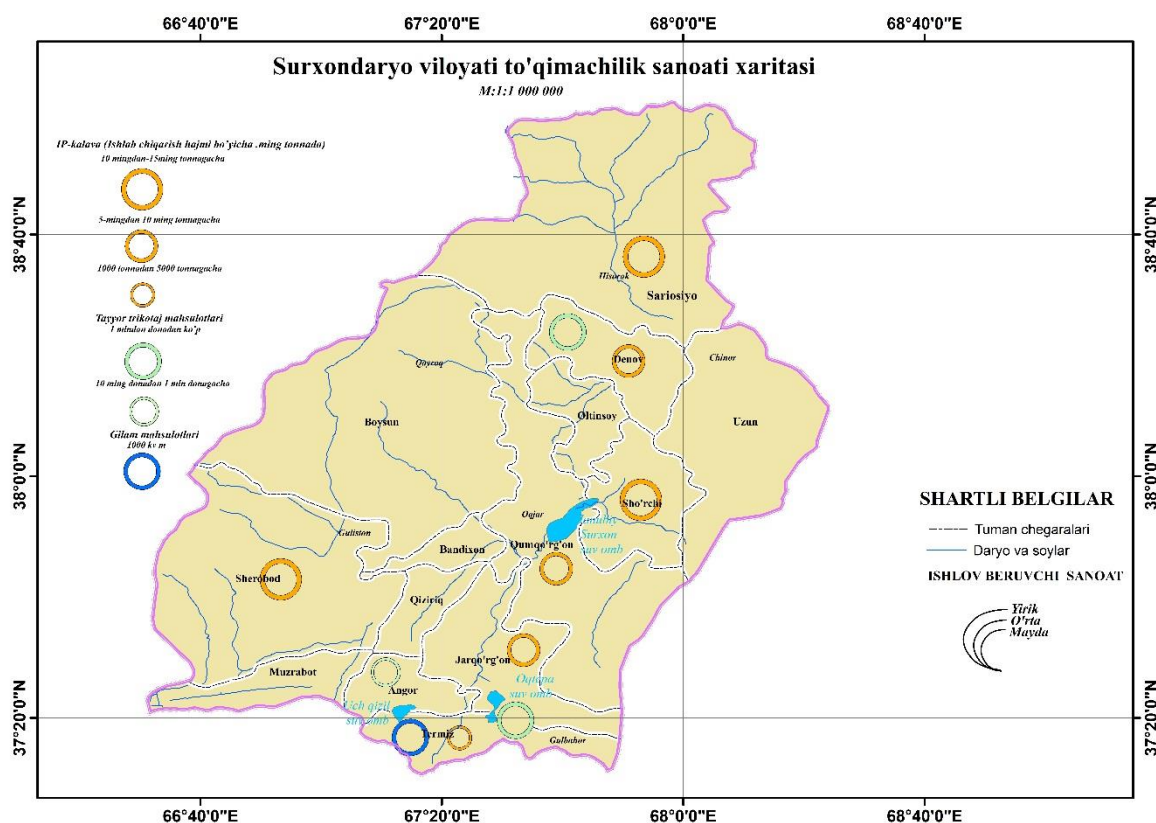 66°40'0"E 67°20'0"E 68°0'0"E 68°40'0"E
Surxondaryo viloyati to'qimachilik sanoati xaritasi
M:1:1 000 000
IP-kalava (Ishlab chiqarish hajmi bo'yicha .ming tonnada)
10 mingdan-15ming tonnagacha
5-mingdan 10 ming tonnagacha
1000 tonnadan 5000 tonnagacha
Tayyor trikotaj mahsulotlari
1 mlndan donadan ko'p
10 ming donadan 1 mln donagacha
Gilam mahsulotlari
1000 kv m
38°40'0"N
38°40'0"N
Hisorak
Sariosiyo
Denov
Chinor
Boysun
Oltinsoy
Uzun
38°0'0"N
38°0'0"N
Sho'rchi
Oqjar
Surxon
suv omb
Guliston
Bandixon
Qumqo'rg'on
Sherobod
Qiziriq
Jarqo'rg'on
Muzrabot
Angor
Oqtepa
suv omb
Uch qizil
suv omb
37°20'0"N
37°20'0"N
Termiz
Gulbahor
SHARTLI BELGILAR
Tuman chegaralari
Daryo va soylar
ISHLOV BERUVCHI SANOAT
Yirik
O'rta
Mayda
66°40'0"E 67°20'0"E 68°0'0"E 68°40'0"E